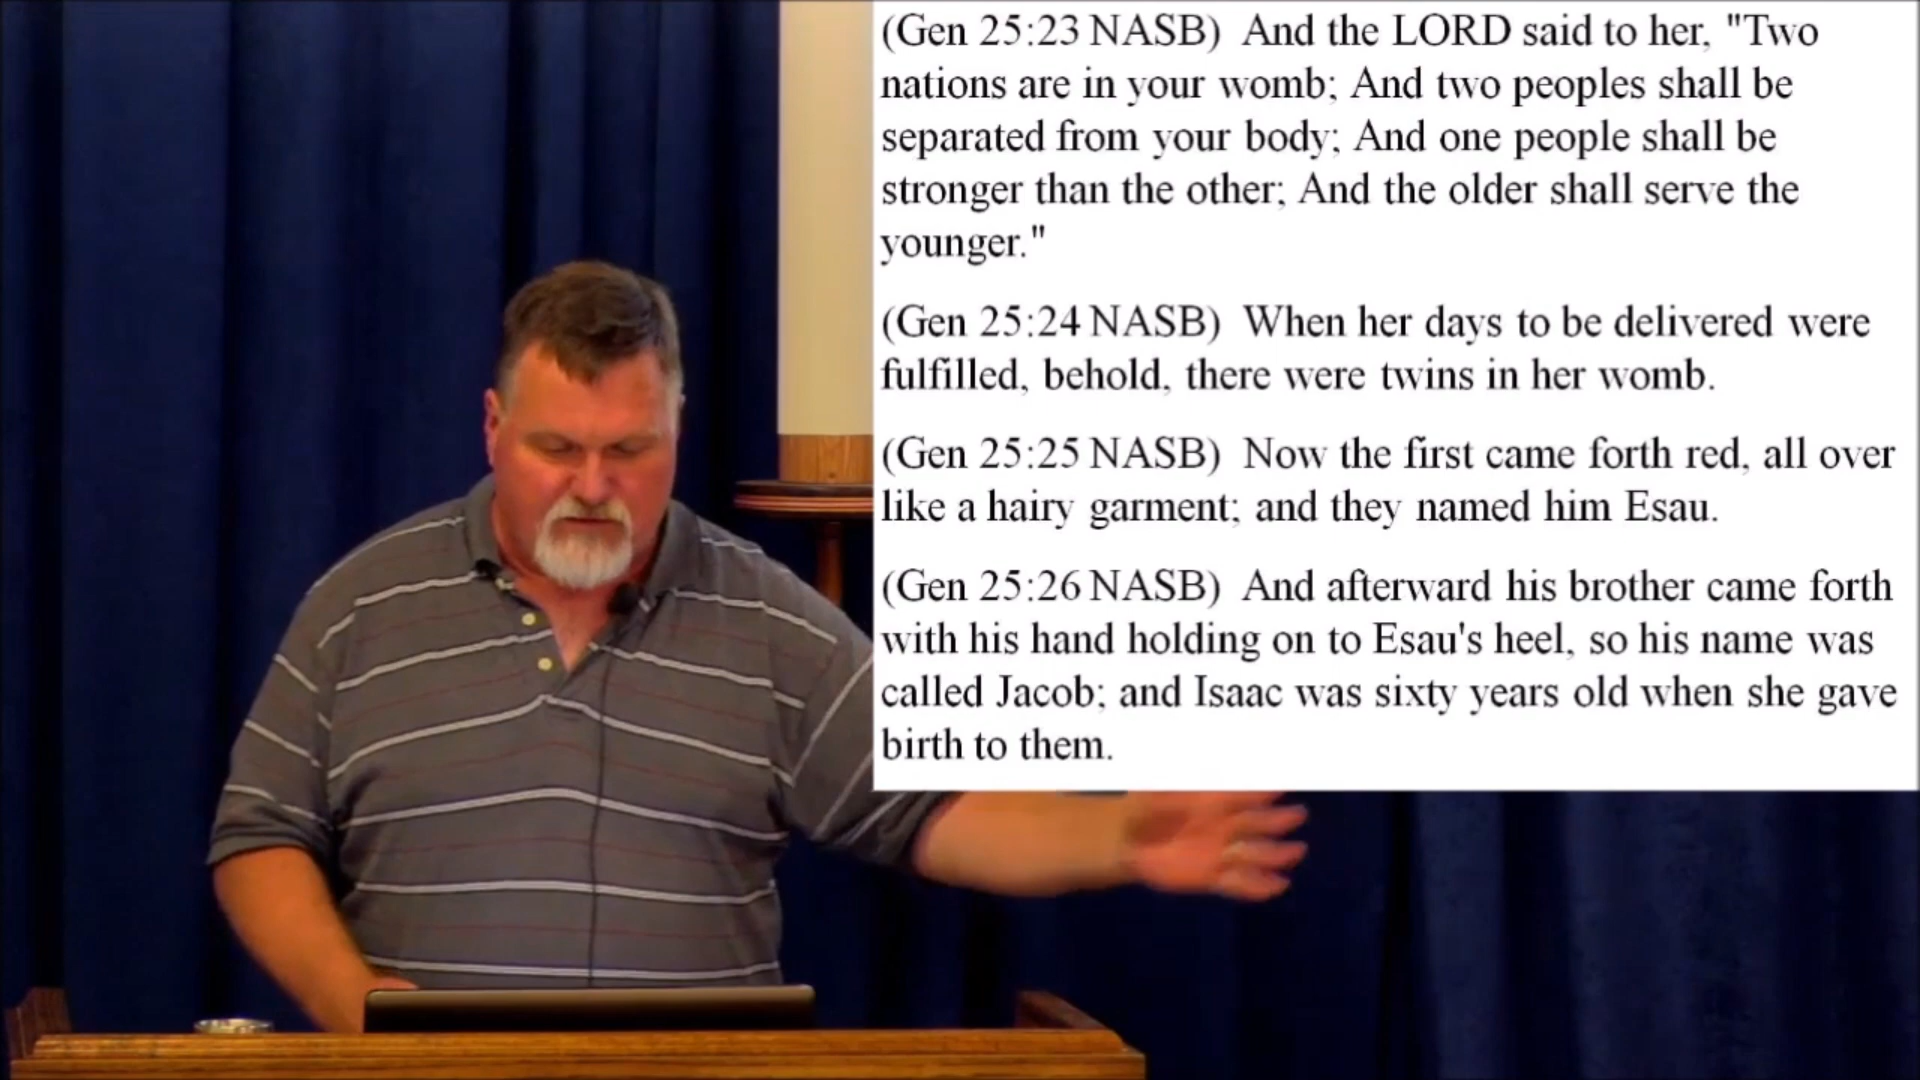 (Gen 25:23 NASB) And the LORD said to her, "Two
nations are in your womb; And two peoples shall be
separated from your body; And one people shall be
stronger than the other; And the older shall serve the
younger."
(Gen 25:24 NASB) When her days to be delivered were
fulfilled, behold, there were twins in her womb.
(Gen 25:25 NASB) Now the first came forth red, all over
like a hairy garment; and they named him Esau.
(Gen 25:26 NASB) And afterward his brother came forth
with his hand holding on to Esau's heel, so his name was
called Jacob; and Isaac was sixty years old when she gave
birth to them.